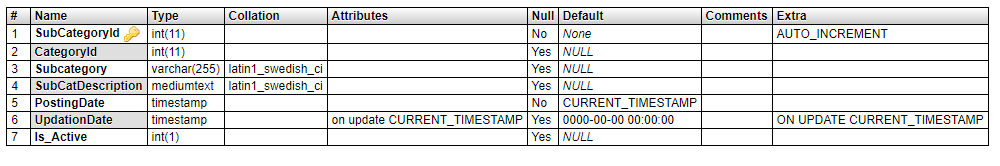 # Name Type Collation Attributes Null Default Comments Extra
1 SubCategoryId int(11) No None AUTO_INCREMENT
2 CategoryId int(11) Yes NULL
3 Subcategory varchar(255) latin1_swedish_ci Yes NULL
4 SubCatDescription mediumtext latin1_swedish_ci Yes NULL
5 PostingDate timestamp No CURRENT_TIMESTAMP
6 UpdationDate timestamp on update CURRENT_TIMESTAMP Yes 0000-00-00 00:00:00 ON UPDATE CURRENT_TIMESTAMP
7 Is_Active int(1) Yes NULL